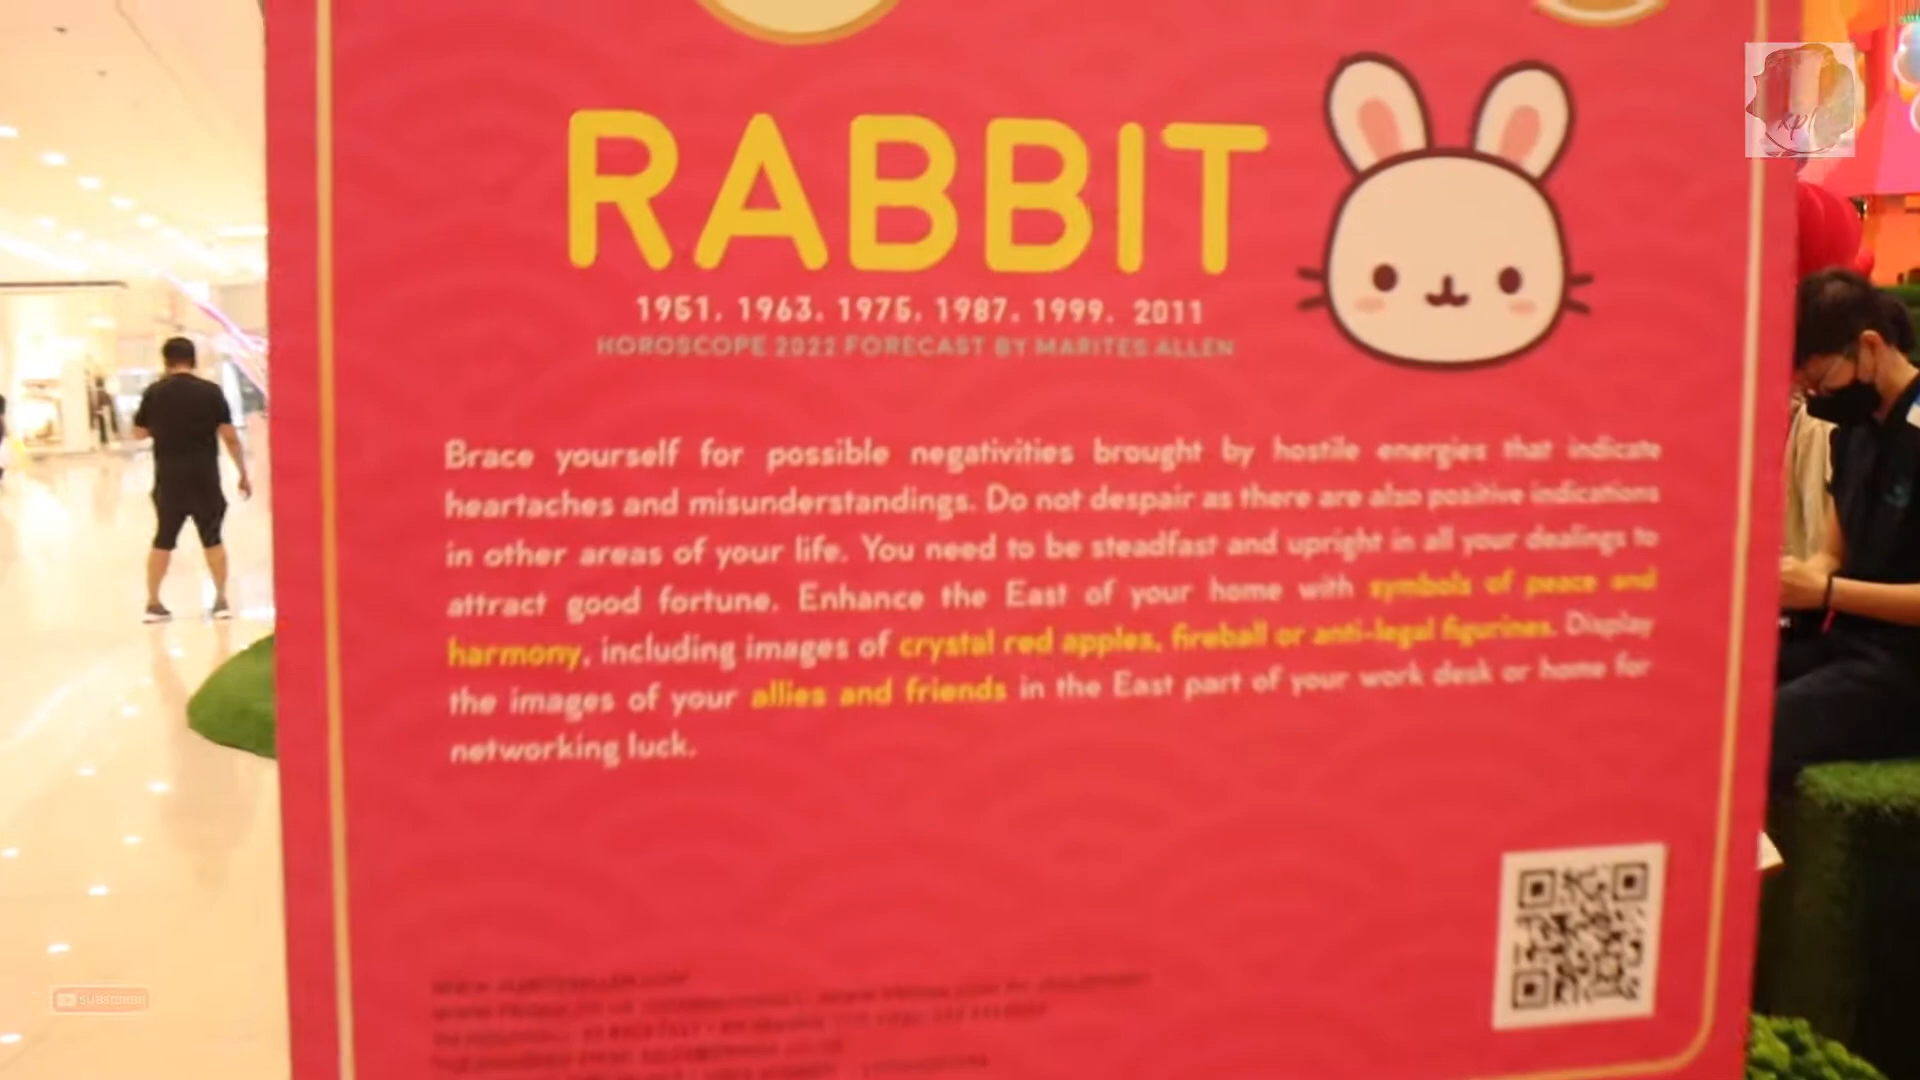 RABBIT
1951. 1963. 1975. 1987. 1999. 2011
HOROSCOPE 2022 FORECAST BY MARITES ALLEN
Brace yourself for possible negativities brought by hostile energies that indicate
heartaches and misunderstandings. Do not despair as there are also positive indications
in other areas of your life. You need to be steadfast and upright in all your dealings to
attract good fortune. Enhance the East of your home with symbols of peace and
harmony, including images of crystal red apples, fireball or anti-legal figurines. Display
the images of your allies and friends in the East part of your work desk or home for
networking luck.
xpl
SUBSCRIBE